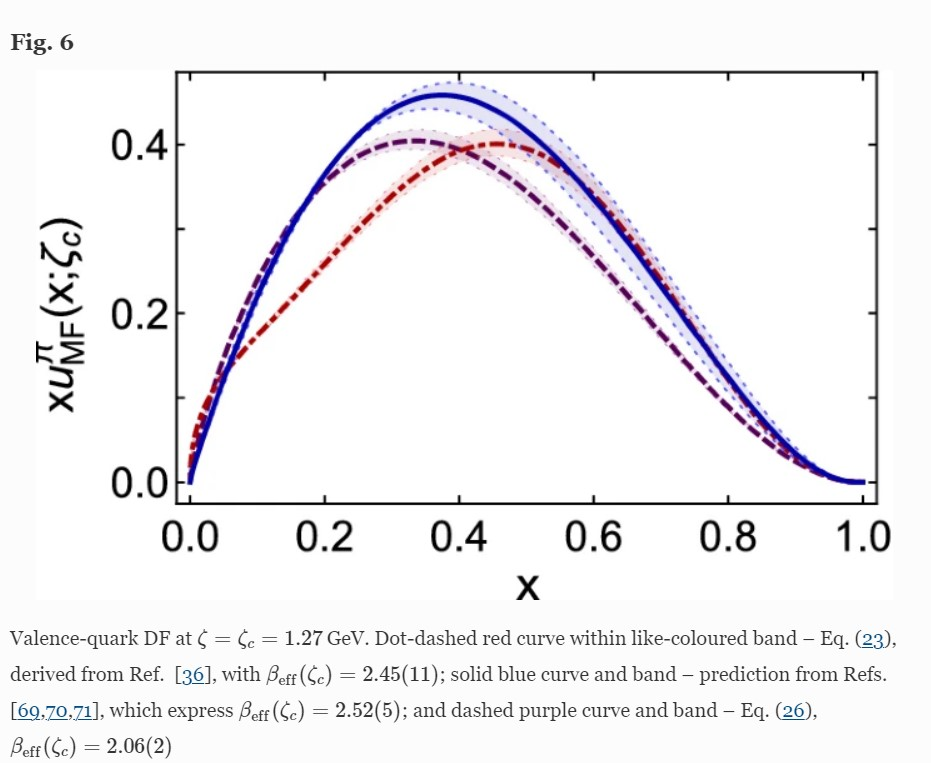 Fig. 6
0.4
0.2
0.0
xu^π_MF(x;ζ_c)
0.0 0.2 0.4 0.6 0.8 1.0
x
Valence-quark DF at ζ = ζ_c = 1.27 GeV. Dot-dashed red curve within like-coloured band – Eq. (23),
derived from Ref. [36], with β_eff(ζ_c) = 2.45(11); solid blue curve and band – prediction from Refs.
[69,70,71], which express β_eff(ζ_c) = 2.52(5); and dashed purple curve and band – Eq. (26),
β_eff(ζ_c) = 2.06(2)